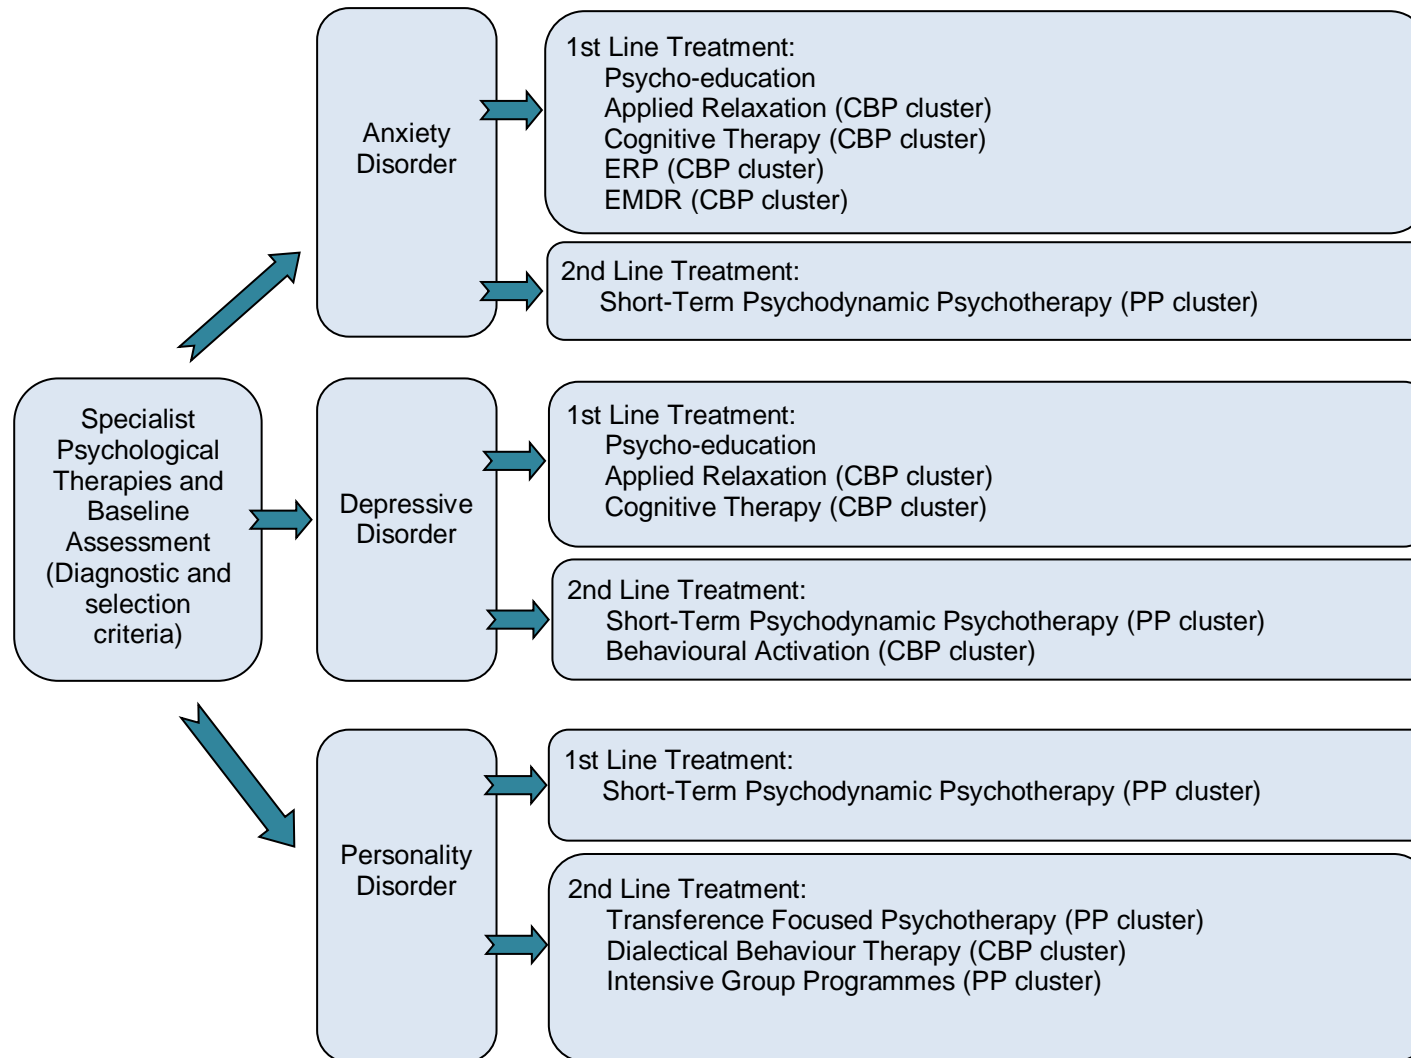 Specialist
Psychological
Therapies and
Baseline
Assessment
(Diagnostic and
selection
criteria)
Anxiety
Disorder
1st Line Treatment:
Psycho-education
Applied Relaxation (CBP cluster)
Cognitive Therapy (CBP cluster)
ERP (CBP cluster)
EMDR (CBP cluster)
2nd Line Treatment:
Short-Term Psychodynamic Psychotherapy (PP cluster)
Depressive
Disorder
1st Line Treatment:
Psycho-education
Applied Relaxation (CBP cluster)
Cognitive Therapy (CBP cluster)
2nd Line Treatment:
Short-Term Psychodynamic Psychotherapy (PP cluster)
Behavioural Activation (CBP cluster)
Personality
Disorder
1st Line Treatment:
Short-Term Psychodynamic Psychotherapy (PP cluster)
2nd Line Treatment:
Transference Focused Psychotherapy (PP cluster)
Dialectical Behaviour Therapy (CBP cluster)
Intensive Group Programmes (PP cluster)